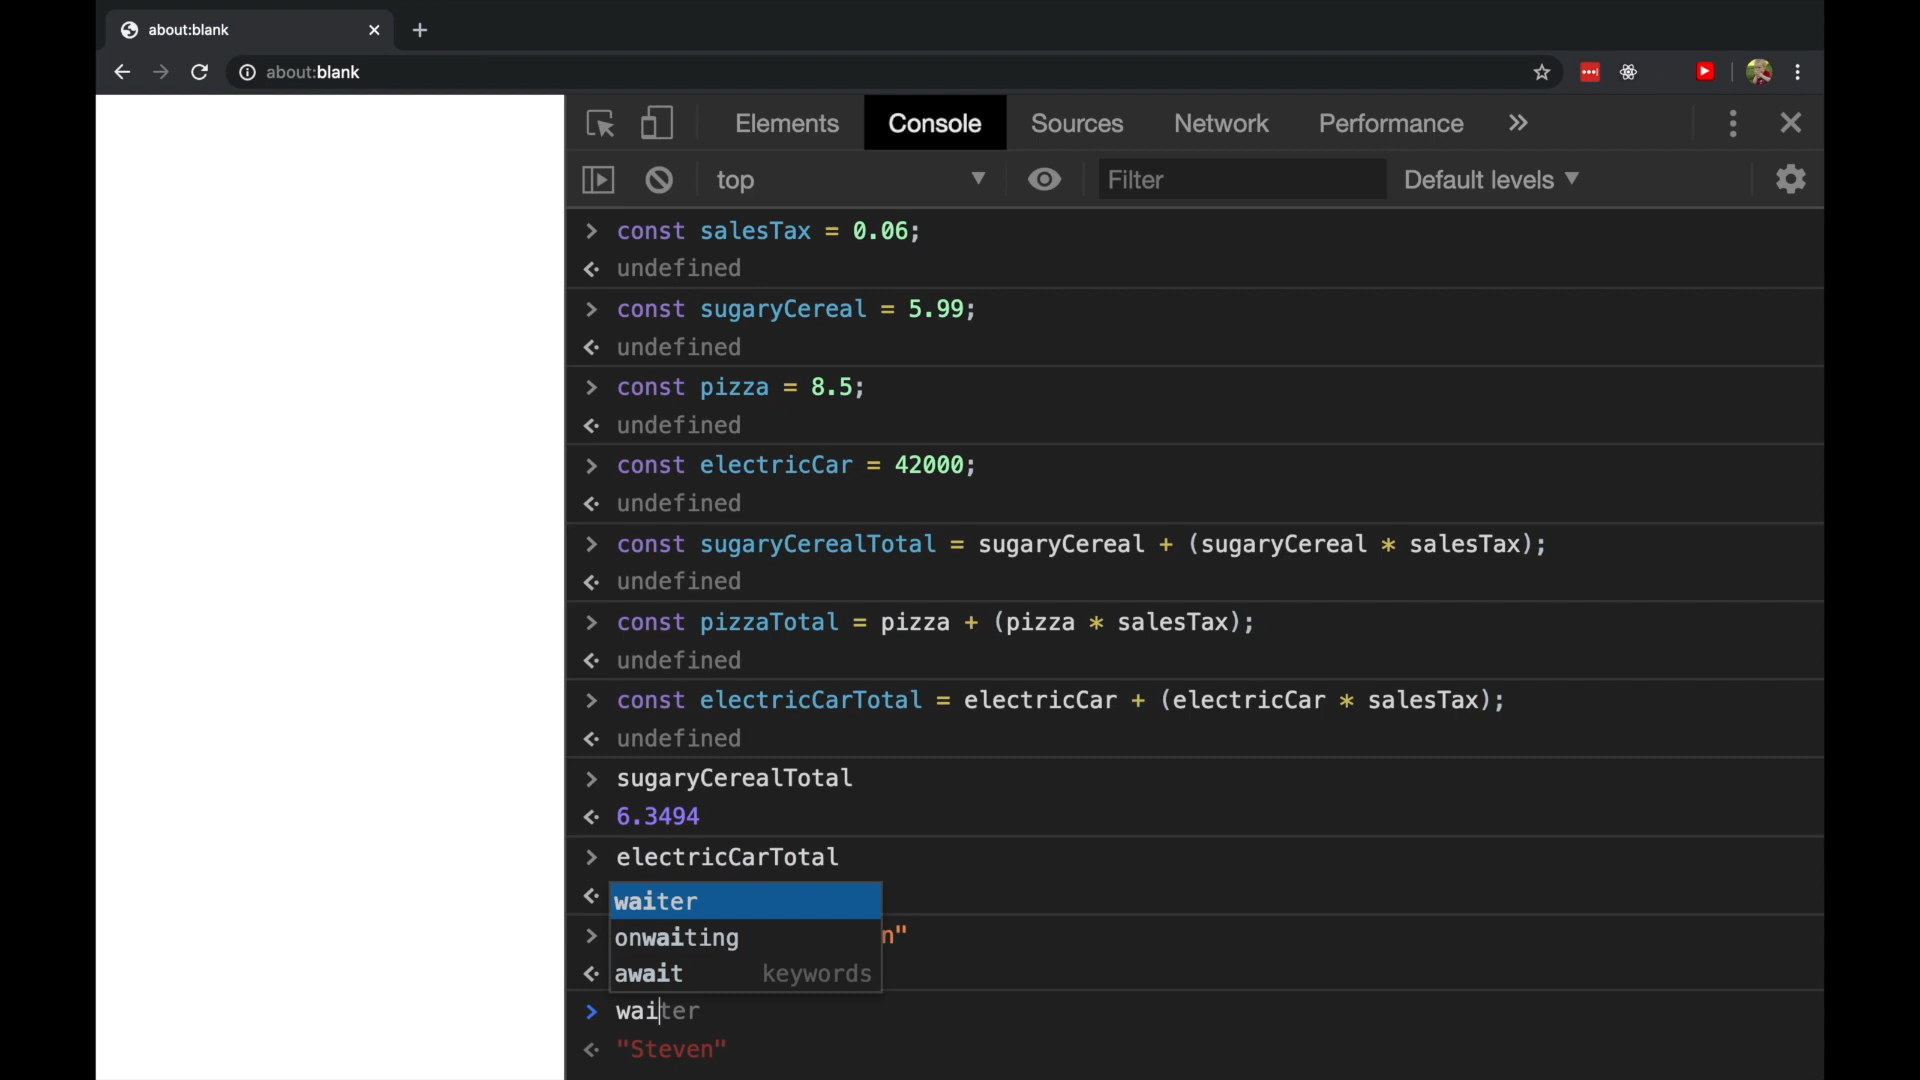 about:blank
about:blank
Elements Console Sources Network Performance
top Filter Default levels
const salesTax = 0.06;
undefined
const sugaryCereal = 5.99;
undefined
const pizza = 8.5;
undefined
const electricCar = 42000;
undefined
const sugaryCerealTotal = sugaryCereal + (sugaryCereal * salesTax);
undefined
const pizzaTotal = pizza + (pizza * salesTax);
undefined
const electricCarTotal = electricCar + (electricCar * salesTax);
undefined
sugaryCerealTotal
6.3494
electricCarTotal
waiter
onwaiting
n"
await keywords
waiter
"Steven"